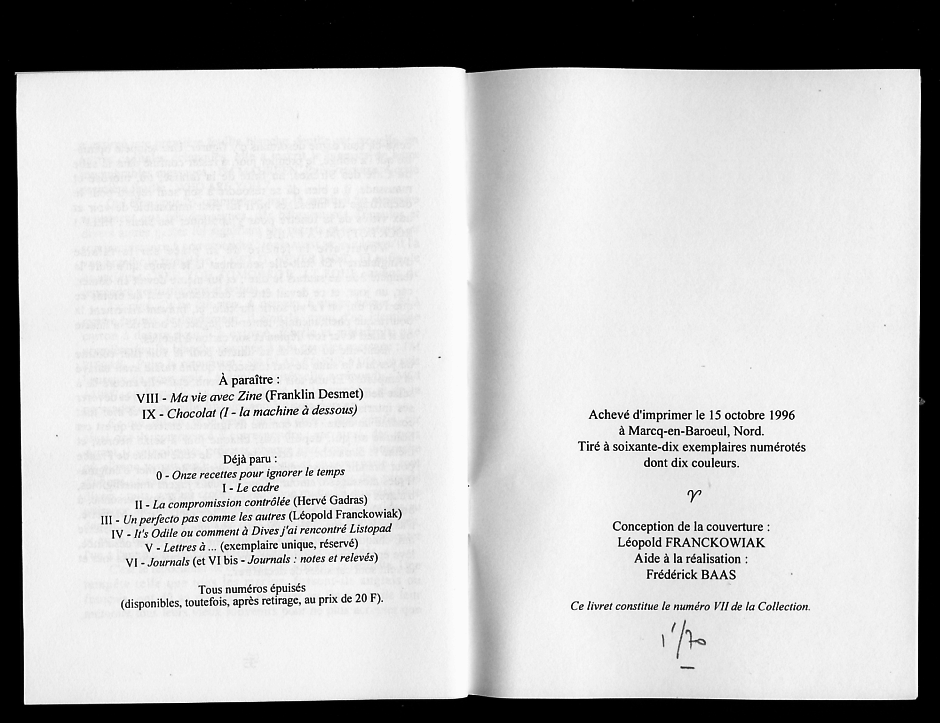 À paraître :
VIII - Ma vie avec Zine (Franklin Desmet)
IX - Chocolat (I - la machine à dessous)
Déjà paru :
0 - Onze recettes pour ignorer le temps
I - Le cadre
II - La compromission contrôlée (Hervé Gadras)
III - Un perfecto pas comme les autres (Léopold Franckowiak)
IV - It's Odile ou comment à Dives j'ai rencontré Listopad
V - Lettres à ... (exemplaire unique, réservé)
VI - Journals (et VI bis - Journals : notes et relevés)
Tous numéros épuisés
(disponibles, toutefois, après retirage, au prix de 20 F).
Achevé d'imprimer le 15 octobre 1996
à Marcq-en-Baroeul, Nord.
Tiré à soixante-dix exemplaires numérotés
dont dix couleurs.
Conception de la couverture :
Léopold FRANCKOWIAK
Aide à la réalisation :
Frédérick BAAS
Ce livret constitue le numéro VII de la Collection.
1'/70